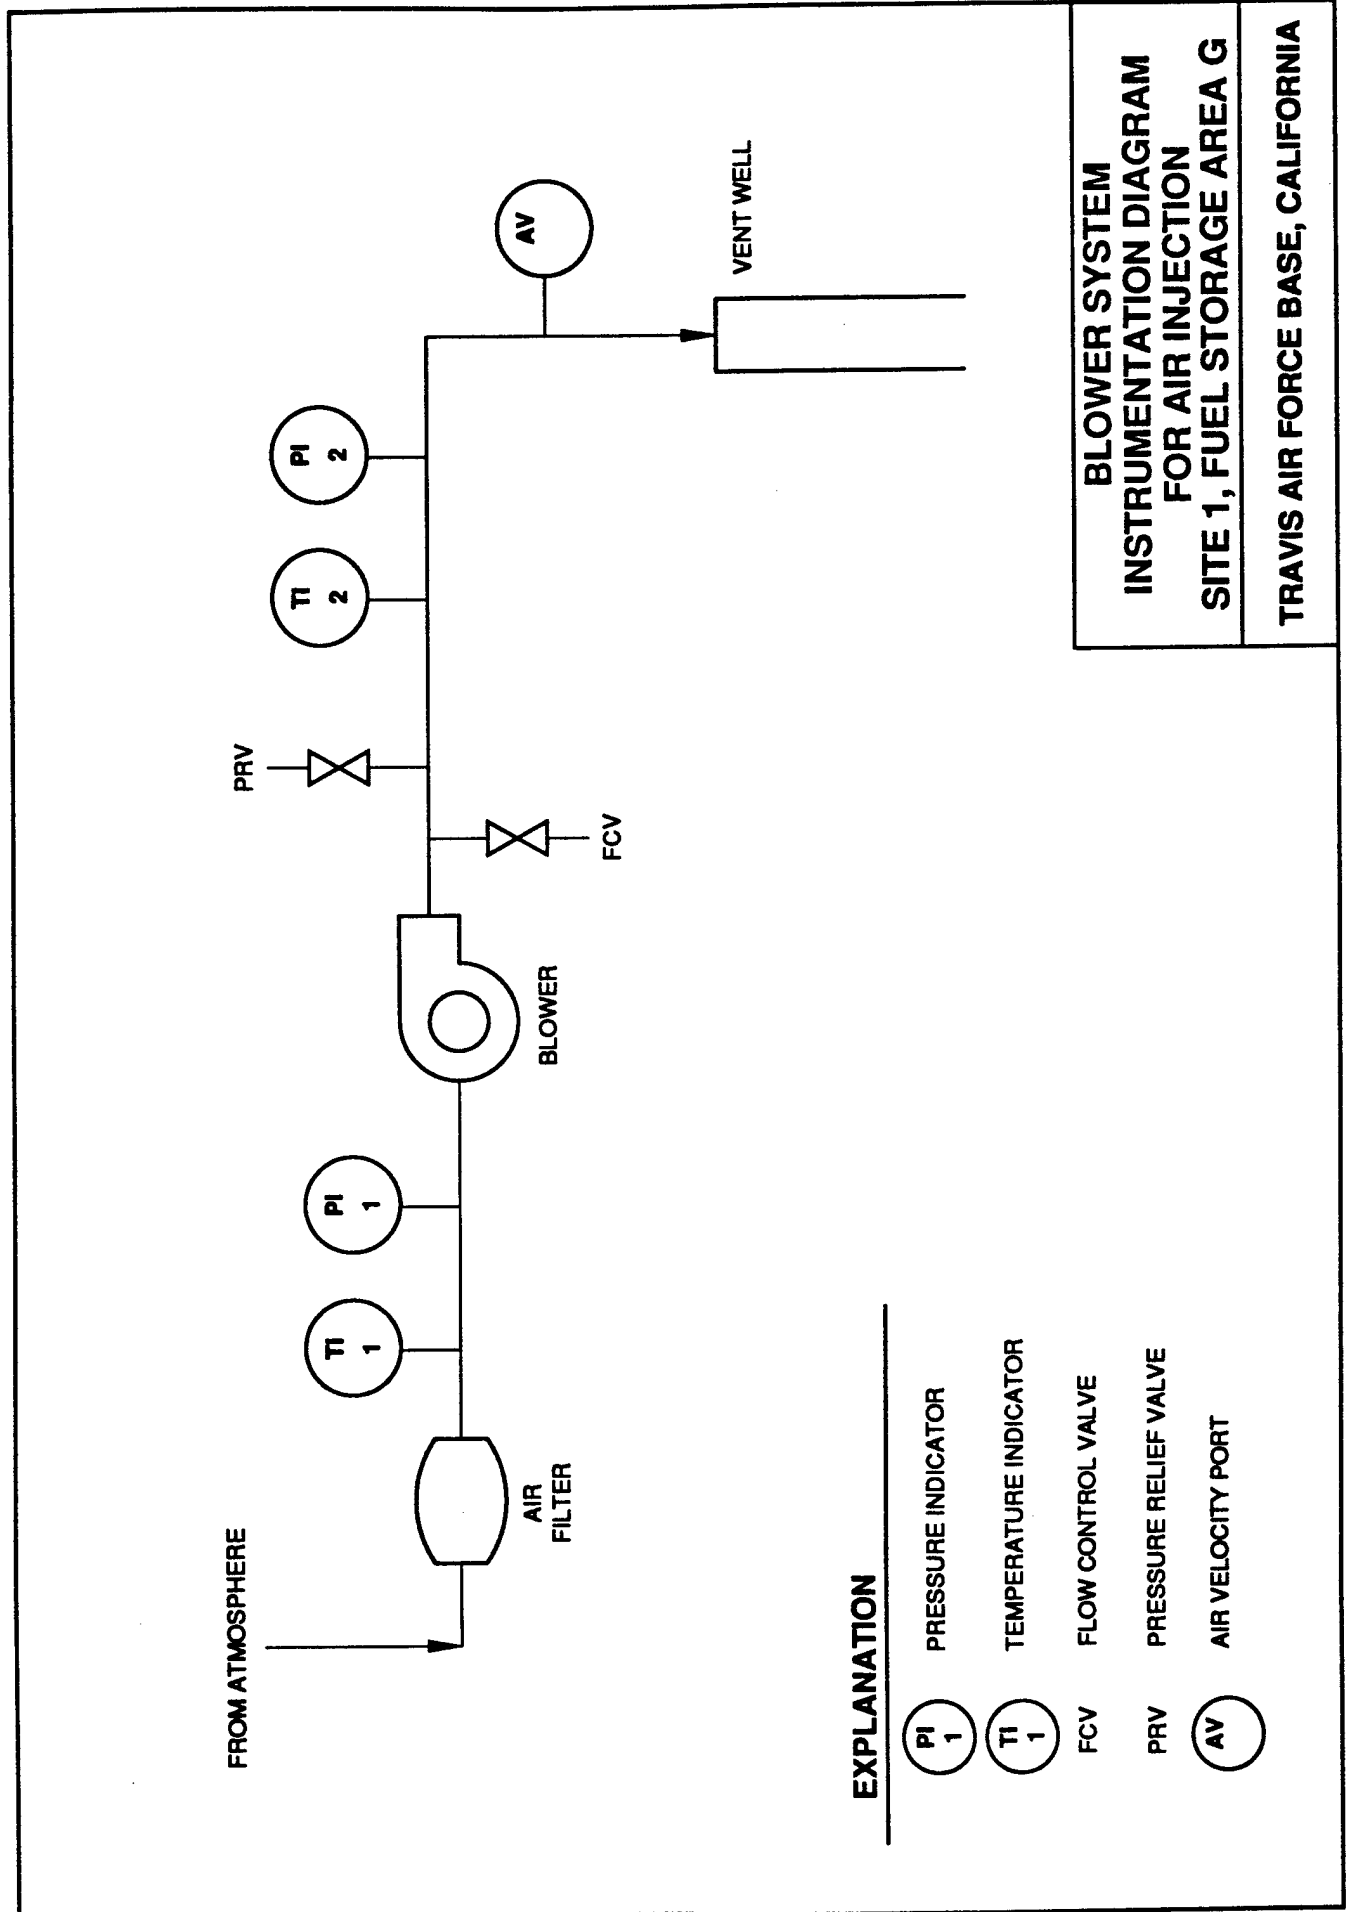 FROM ATMOSPHERE
AIR
FILTER
TI
1
PI
1
BLOWER
FCV
PRV
TI
2
PI
2
AV
VENT WELL
EXPLANATION
PI
1
PRESSURE INDICATOR
TI
1
TEMPERATURE INDICATOR
FCV
FLOW CONTROL VALVE
PRV
PRESSURE RELIEF VALVE
AV
AIR VELOCITY PORT
BLOWER SYSTEM
INSTRUMENTATION DIAGRAM
FOR AIR INJECTION
SITE 1, FUEL STORAGE AREA G
TRAVIS AIR FORCE BASE, CALIFORNIA